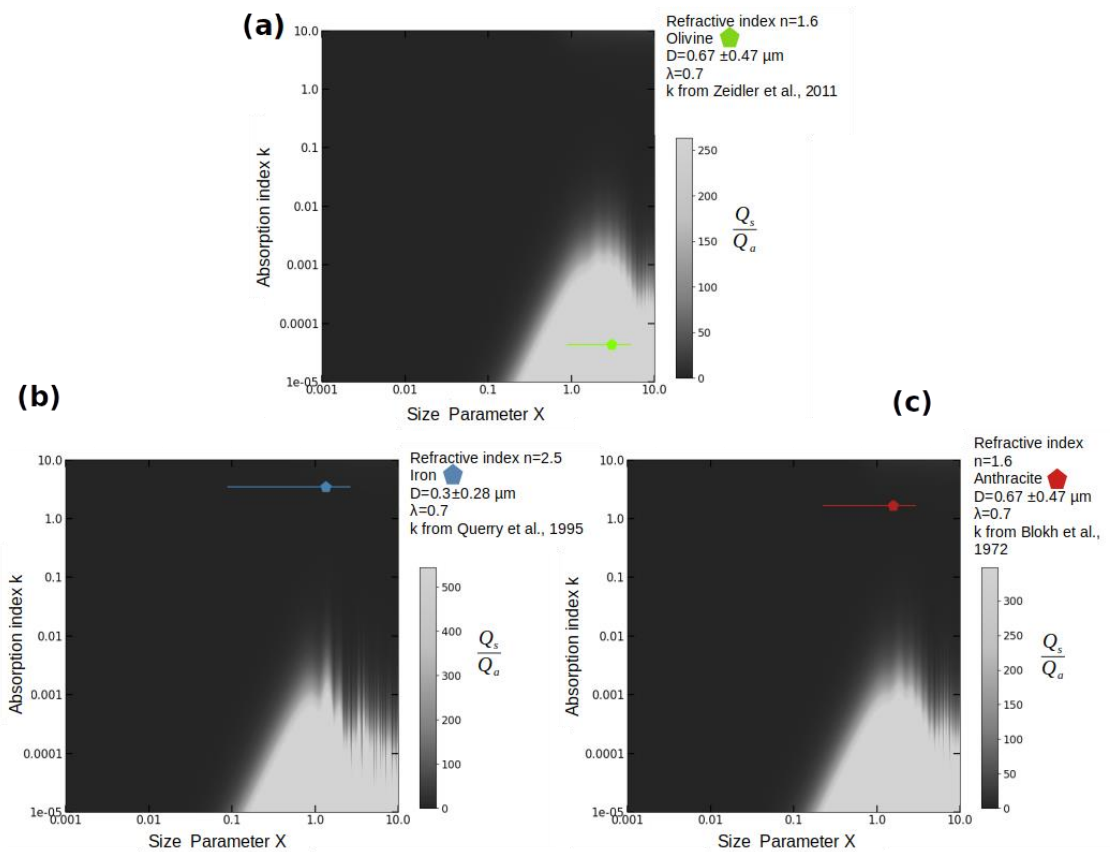 (a)
Refractive index n=1.6
Olivine
D=0.67 ±0.47 µm
λ=0.7
k from Zeidler et al., 2011
10.0
1.0
0.1
0.01
0.001
0.0001
1e-05
Absorption index k
0.001 0.01 0.1 1.0 10.0
Size Parameter X
250
200
150
100
50
0
Qs
Qa
(b)
Refractive index n=2.5
Iron
D=0.3±0.28 µm
λ=0.7
k from Querry et al., 1995
10.0
1.0
0.1
0.01
0.001
0.0001
1e-05
Absorption index k
0.001 0.01 0.1 1.0 10.0
Size Parameter X
500
400
300
200
100
0
Qs
Qa
(c)
Refractive index
n=1.6
Anthracite
D=0.67 ±0.47 µm
λ=0.7
k from Blokh et al.,
1972
10.0
1.0
0.1
0.01
0.001
0.0001
1e-05
Absorption index k
0.001 0.01 0.1 1.0 10.0
Size Parameter X
300
250
200
150
100
50
0
Qs
Qa